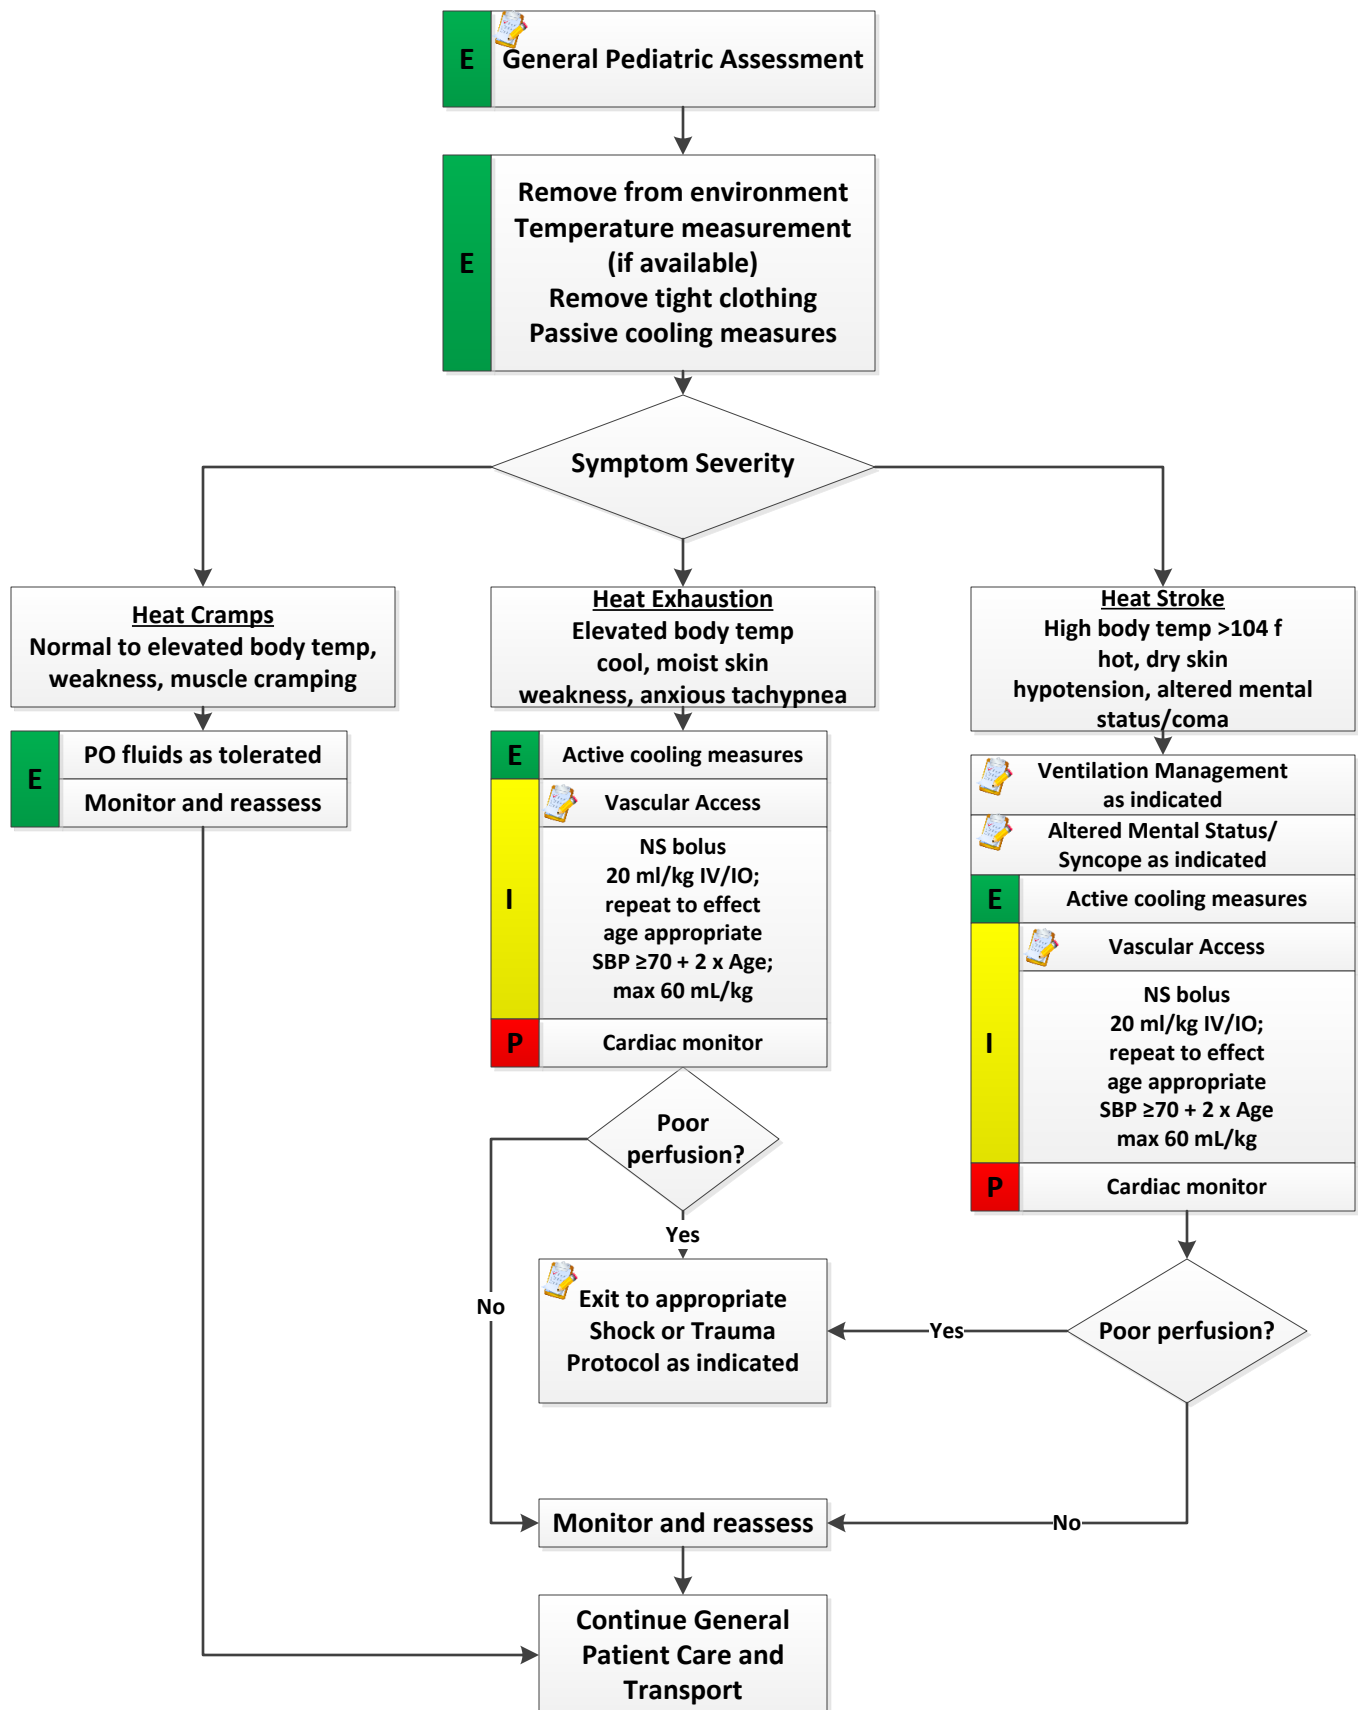 E
General Pediatric Assessment
E
Remove from environment
Temperature measurement
(if available)
Remove tight clothing
Passive cooling measures
Symptom Severity
Heat Cramps
Normal to elevated body temp,
weakness, muscle cramping
E
PO fluids as tolerated
Monitor and reassess
Heat Exhaustion
Elevated body temp
cool, moist skin
weakness, anxious tachypnea
E
Active cooling measures
I
Vascular Access
NS bolus
20 ml/kg IV/IO;
repeat to effect
age appropriate
SBP ≥70 + 2 x Age;
max 60 mL/kg
P
Cardiac monitor
Poor
perfusion?
Yes
No
Exit to appropriate
Shock or Trauma
Protocol as indicated
Heat Stroke
High body temp >104 f
hot, dry skin
hypotension, altered mental
status/coma
Ventilation Management
as indicated
Altered Mental Status/
Syncope as indicated
E
Active cooling measures
I
Vascular Access
NS bolus
20 ml/kg IV/IO;
repeat to effect
age appropriate
SBP ≥70 + 2 x Age
max 60 mL/kg
P
Cardiac monitor
Poor perfusion?
Yes
No
Monitor and reassess
Continue General
Patient Care and
Transport